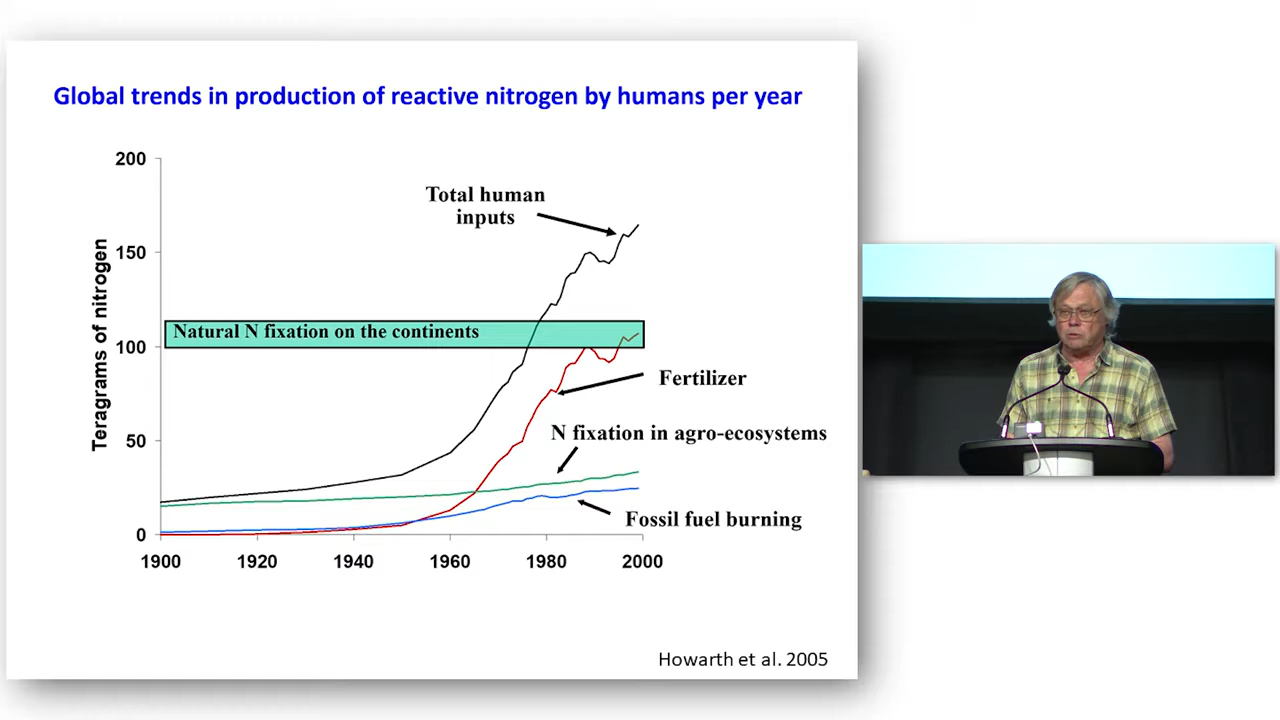 Global trends in production of reactive nitrogen by humans per year
200
150
100
50
0
Teragrams of nitrogen
Total human
inputs
Natural N fixation on the continents
Fertilizer
N fixation in agro-ecosystems
Fossil fuel burning
1900 1920 1940 1960 1980 2000
Howarth et al. 2005